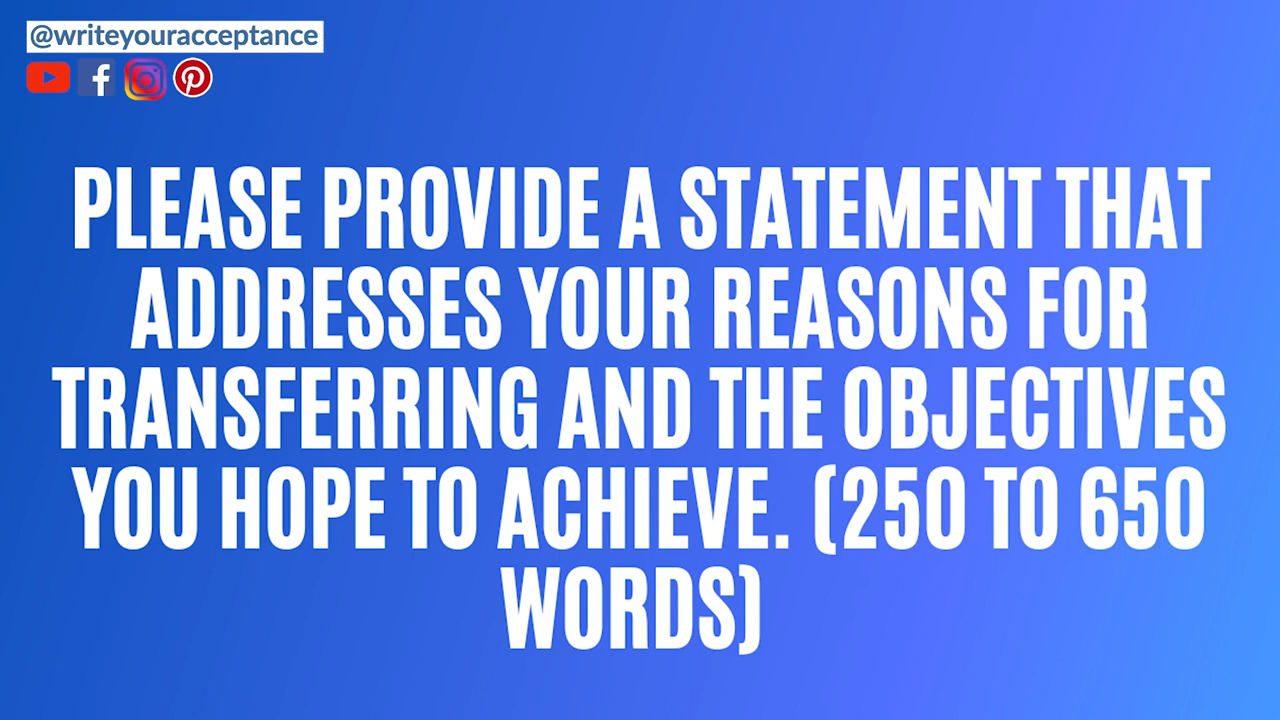 @writeyouracceptance
PLEASE PROVIDE A STATEMENT THAT
ADDRESSES YOUR REASONS FOR
TRANSFERRING AND THE OBJECTIVES
YOU HOPE TO ACHIEVE. (250 TO 650
WORDS)